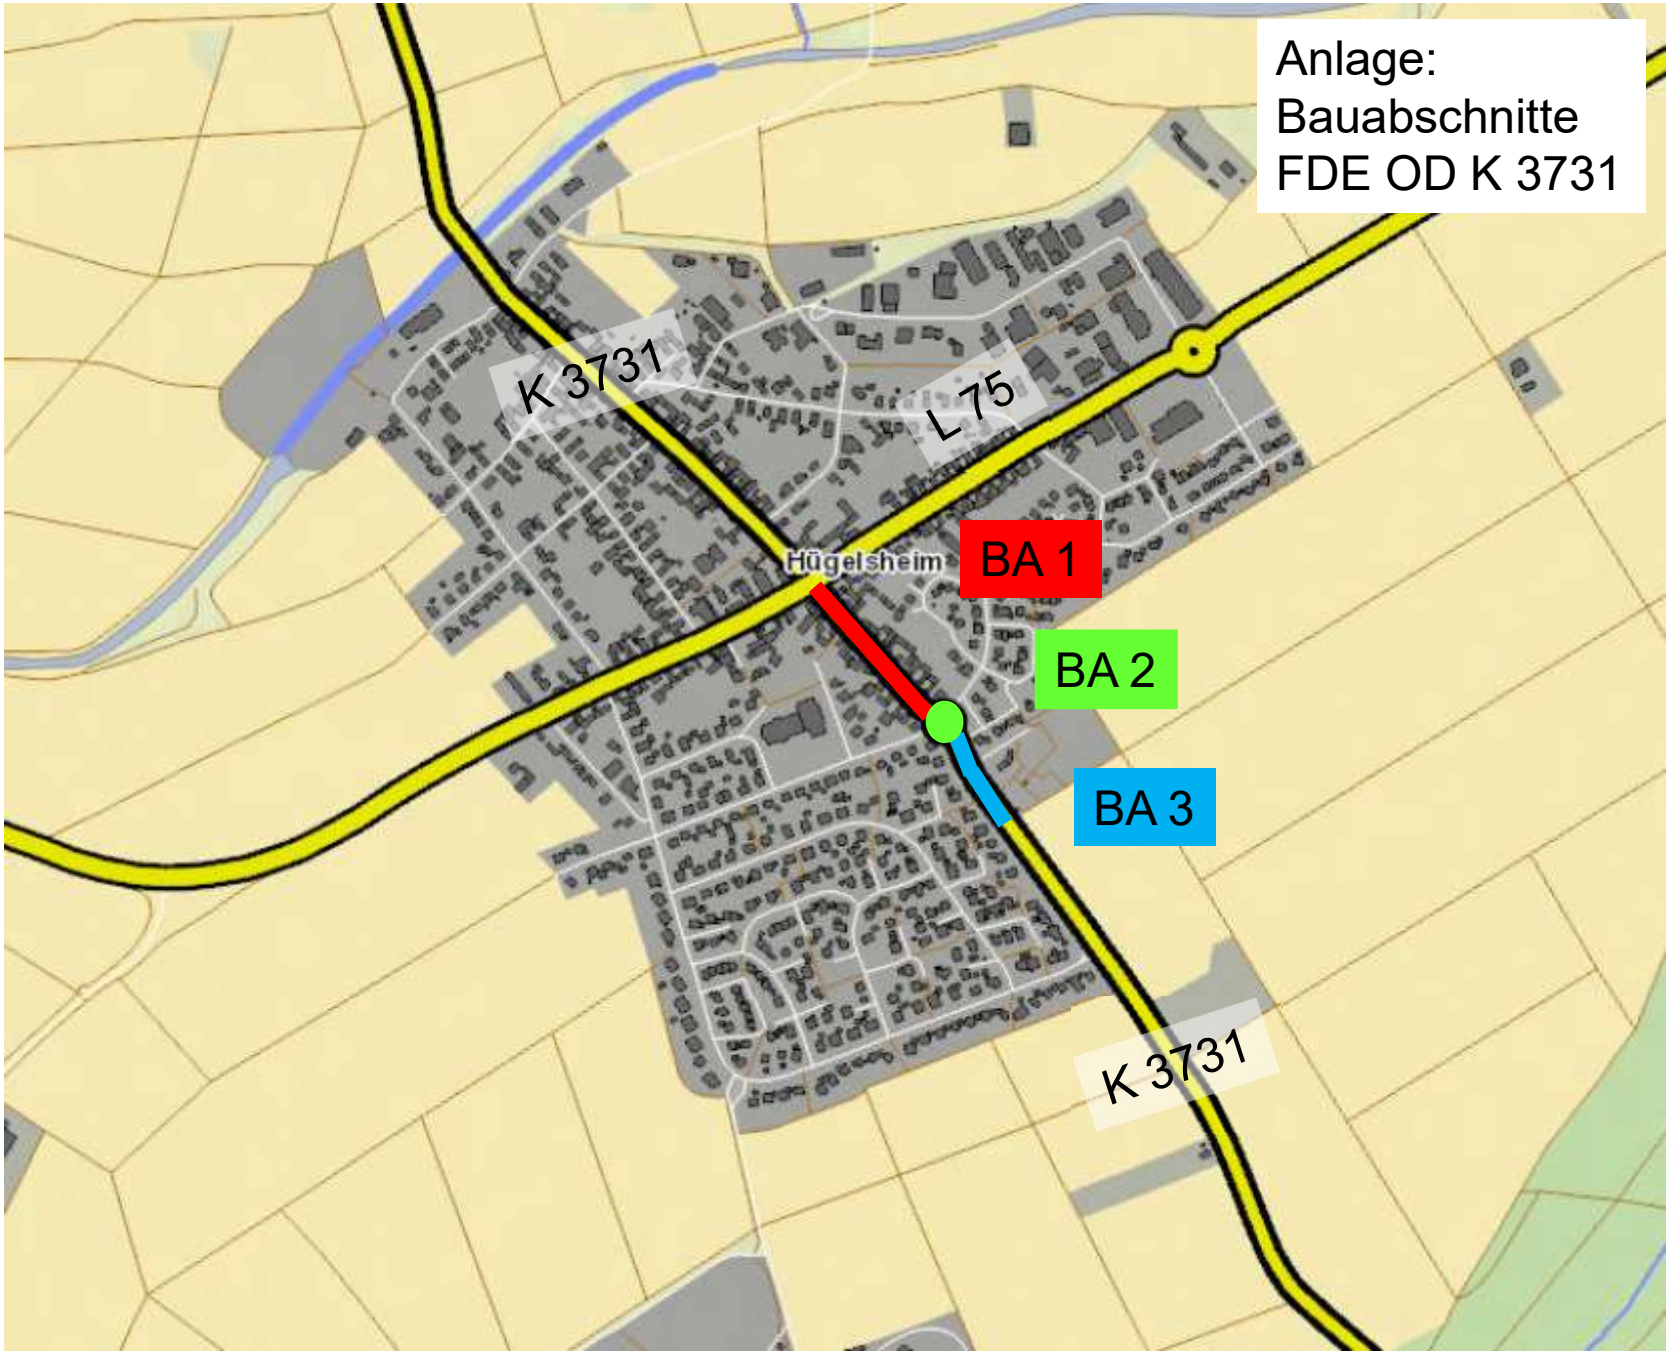 Anlage:
Bauabschnitte
FDE OD K 3731
K 3731
L 75
Hügelsheim
BA 1
BA 2
BA 3
K 3731